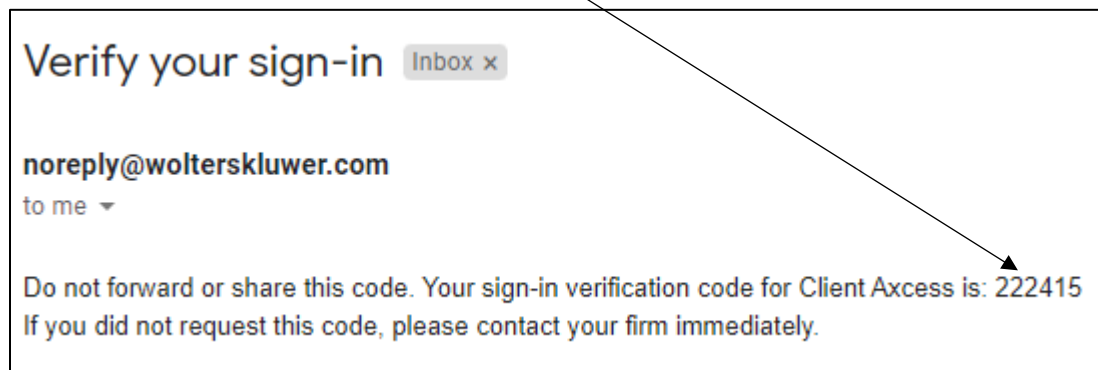 Verify your sign-in Inbox x
noreply@wolterskluwer.com
to me
Do not forward or share this code. Your sign-in verification code for Client Axcess is: 222415
If you did not request this code, please contact your firm immediately.